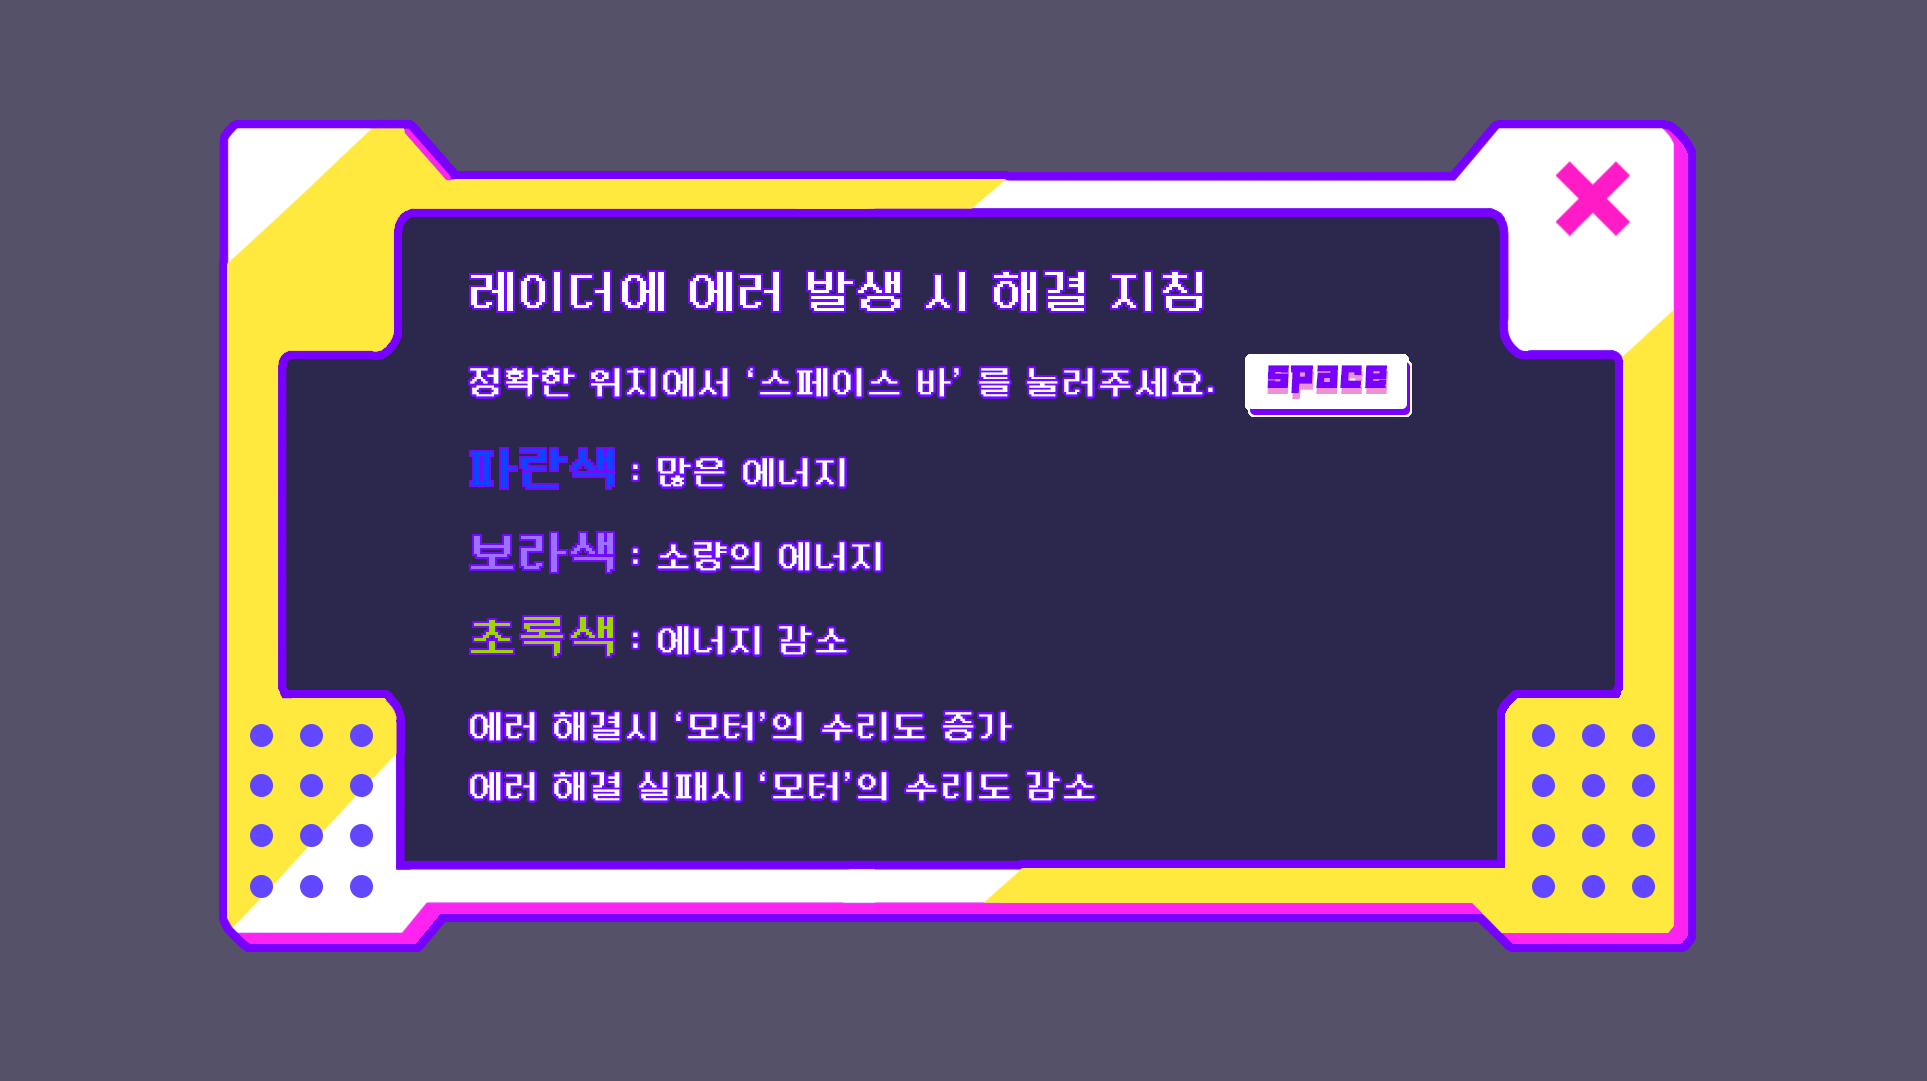 레이더에 에러 발생 시 해결 지침
정확한 위치에서 ‘스페이스 바’ 를 눌러주세요. space
파란색 : 많은 에너지
보라색 : 소량의 에너지
초록색 : 에너지 감소
에러 해결시 ‘모터’의 수리도 증가
에러 해결 실패시 ‘모터’의 수리도 감소